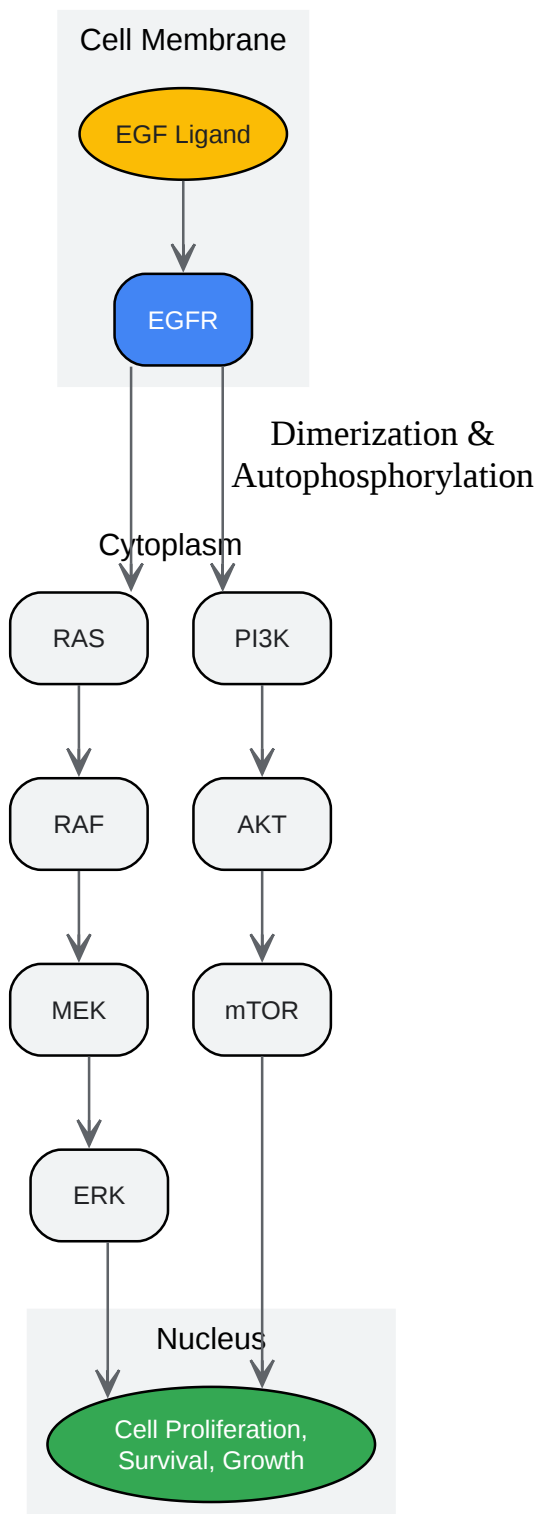 Cell Membrane
EGF Ligand
EGFR
Dimerization &
Autophosphorylation
Cytoplasm
RAS
PI3K
RAF
AKT
MEK
mTOR
ERK
Nucleus
Cell Proliferation,
Survival, Growth